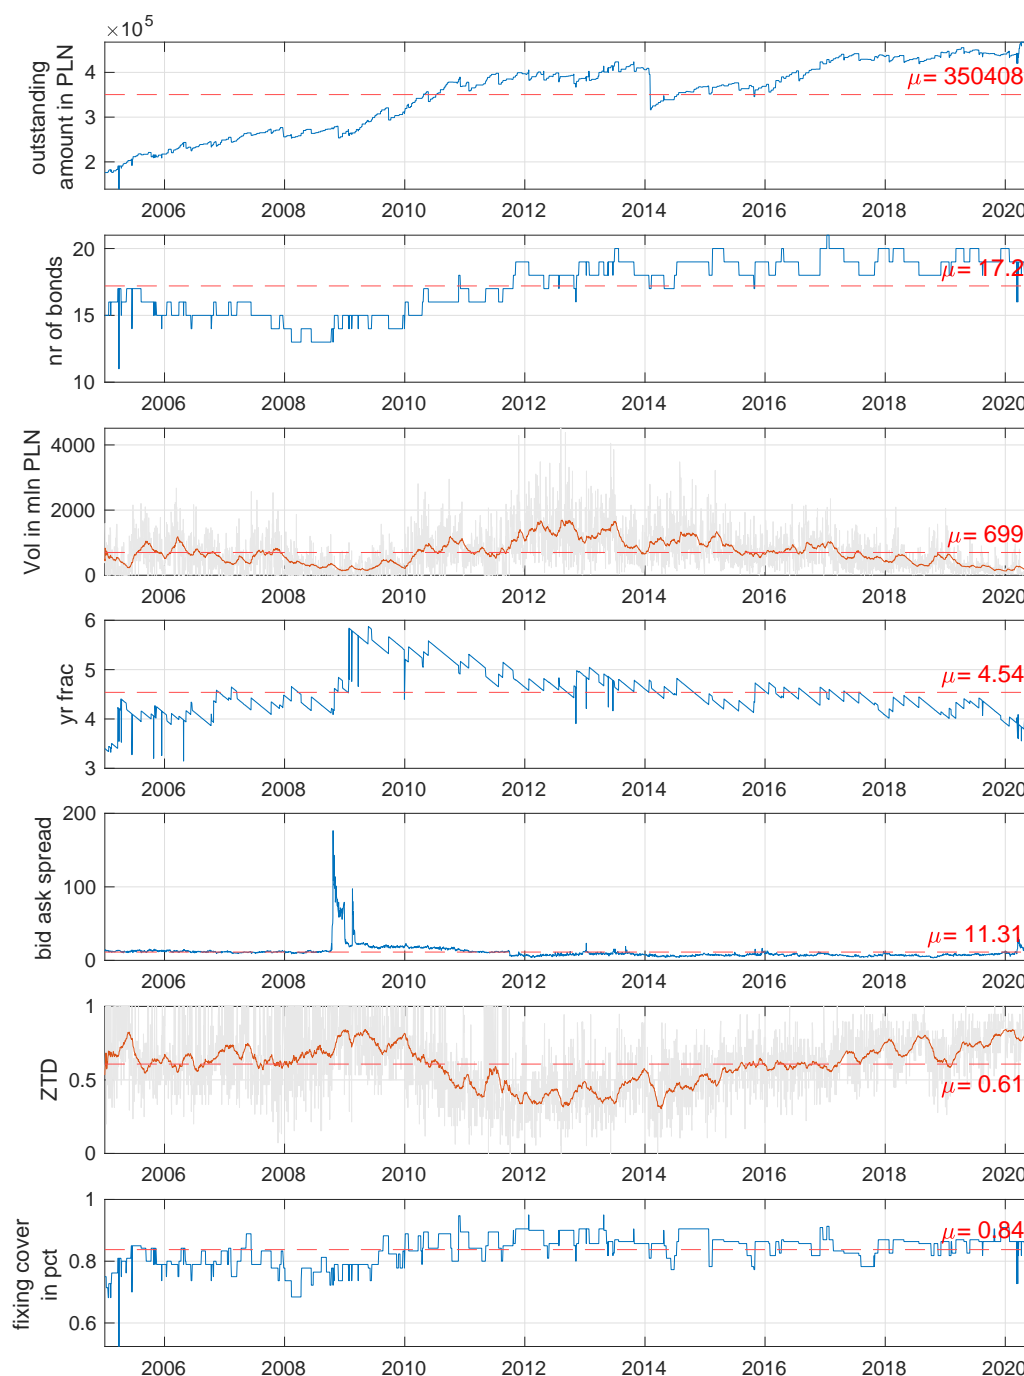 ×10^5
outstanding
amount in PLN
4
3
2
μ= 350408
2006 2008 2010 2012 2014 2016 2018 2020
nr of bonds
20
15
10
μ= 17.2
2006 2008 2010 2012 2014 2016 2018 2020
Vol in mln PLN
4000
2000
0
μ= 699
2006 2008 2010 2012 2014 2016 2018 2020
yr frac
6
5
4
3
μ= 4.54
2006 2008 2010 2012 2014 2016 2018 2020
bid ask spread
200
100
0
μ= 11.31
2006 2008 2010 2012 2014 2016 2018 2020
ZTD
1
0.5
0
μ= 0.61
2006 2008 2010 2012 2014 2016 2018 2020
fixing cover
in pct
1
0.8
0.6
μ= 0.84
2006 2008 2010 2012 2014 2016 2018 2020